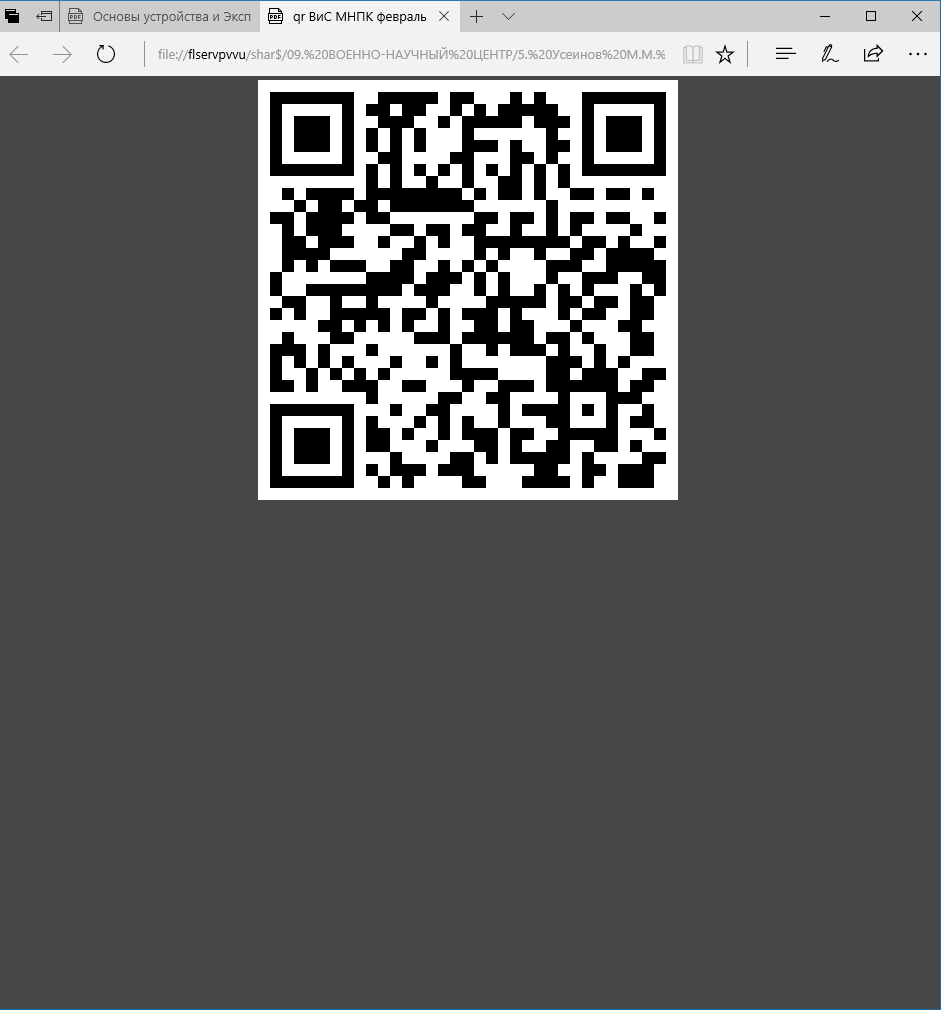 Основы устройства и Эксп
qr ВиС МНПК февраль
file://flservpvvu/shar$/09.%20ВОЕННО-НАУЧНЫЙ%20ЦЕНТР/5.%20Усеинов%20М.М.%